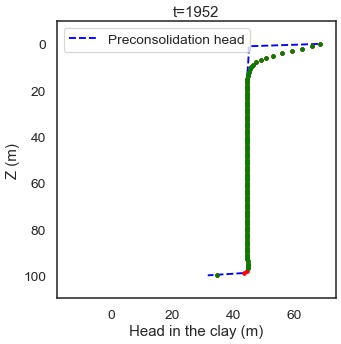 t=1952
Preconsolidation head
0
20
40
60
80
100
Z (m)
0 20 40 60
Head in the clay (m)